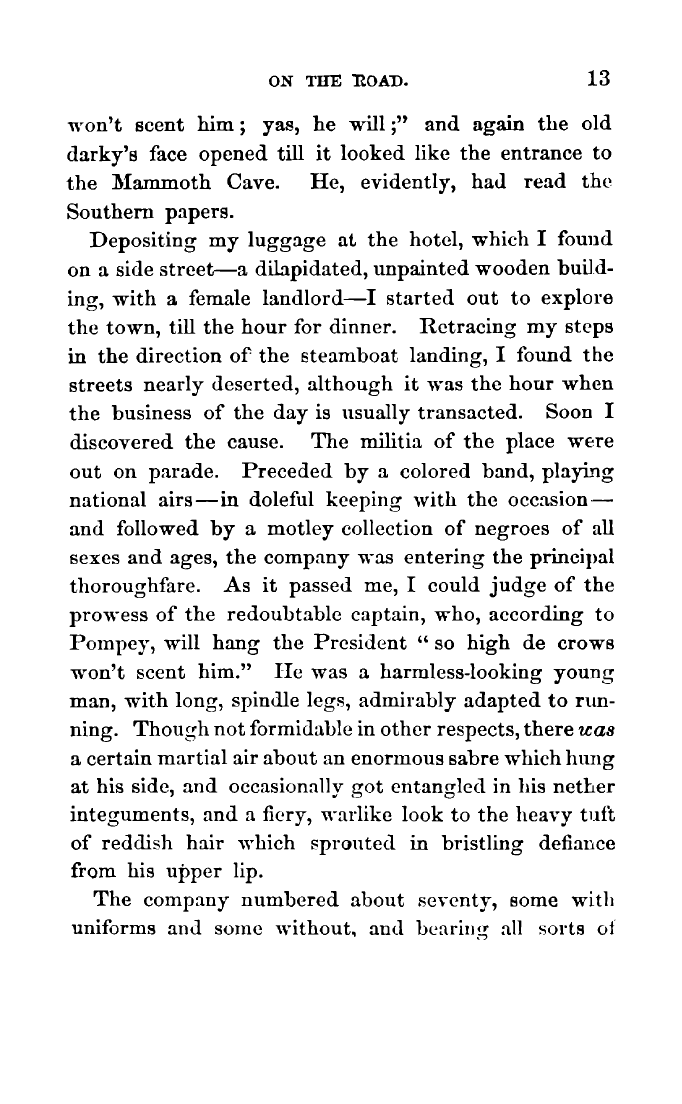 ON THE ROAD. 13
won't scent him; yas, he will;" and again the old
darky's face opened till it looked like the entrance to
the Mammoth Cave. He, evidently, had read the
Southern papers.
Depositing my luggage at the hotel, which I found
on a side street—a dilapidated, unpainted wooden build-
ing, with a female landlord—I started out to explore
the town, till the hour for dinner. Retracing my steps
in the direction of the steamboat landing, I found the
streets nearly deserted, although it was the hour when
the business of the day is usually transacted. Soon I
discovered the cause. The militia of the place were
out on parade. Preceded by a colored band, playing
national airs—in doleful keeping with the occasion—
and followed by a motley collection of negroes of all
sexes and ages, the company was entering the principal
thoroughfare. As it passed me, I could judge of the
prowess of the redoubtable captain, who, according to
Pompey, will hang the President "so high de crows
won't scent him." He was a harmless-looking young
man, with long, spindle legs, admirably adapted to run-
ning. Though not formidable in other respects, there was
a certain martial air about an enormous sabre which hung
at his side, and occasionally got entangled in his nether
integuments, and a fiery, warlike look to the heavy tuft
of reddish hair which sprouted in bristling defiance
from his upper lip.
The company numbered about seventy, some with
uniforms and some without, and bearing all sorts of